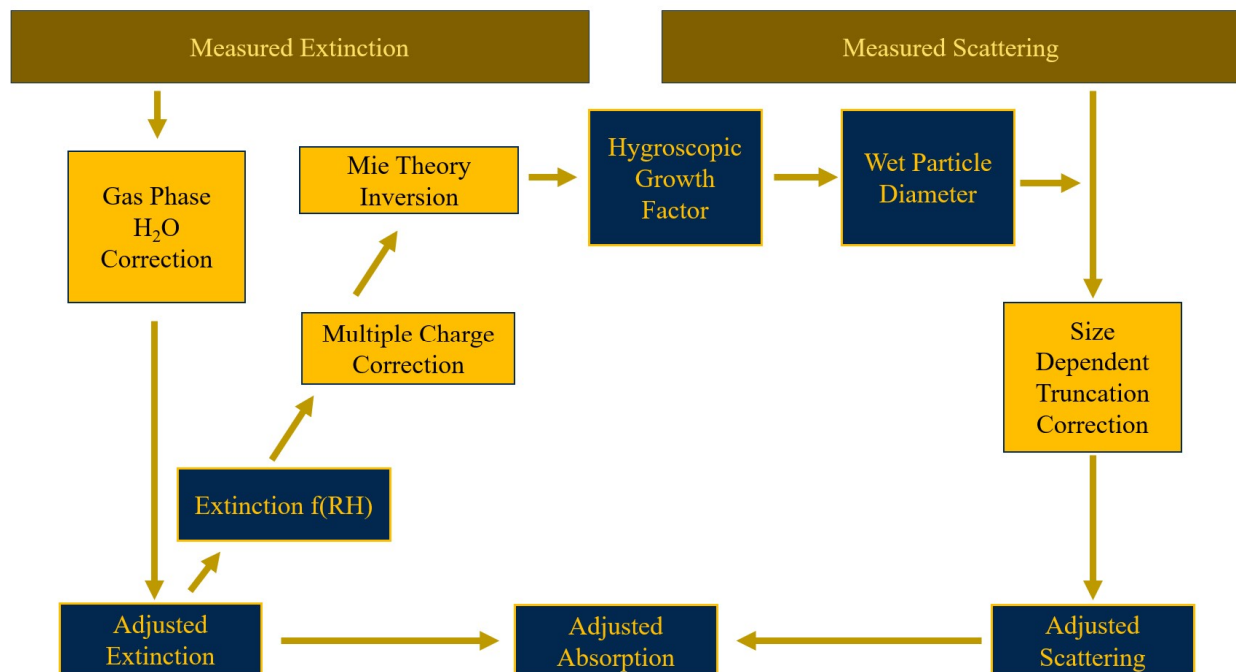 Measured Extinction
Measured Scattering
Gas Phase
H₂O
Correction
Mie Theory
Inversion
Hygroscopic
Growth
Factor
Wet Particle
Diameter
Multiple Charge
Correction
Size
Dependent
Truncation
Correction
Extinction f(RH)
Adjusted
Extinction
Adjusted
Absorption
Adjusted
Scattering